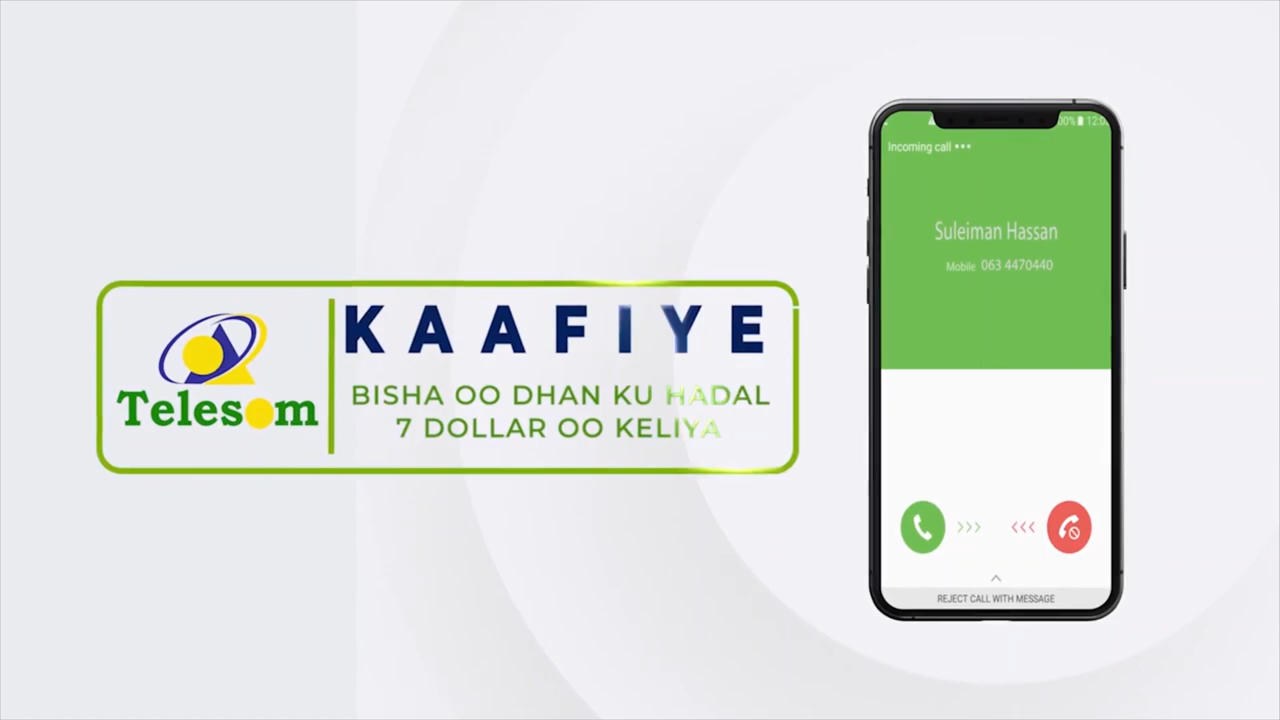 Telesom
KAAFIYE
BISHA OO DHAN KU HADAL
7 DOLLAR OO KELIYA
Incoming call •••
Suleiman Hassan
Mobile 063 4470440
REJECT CALL WITH MESSAGE